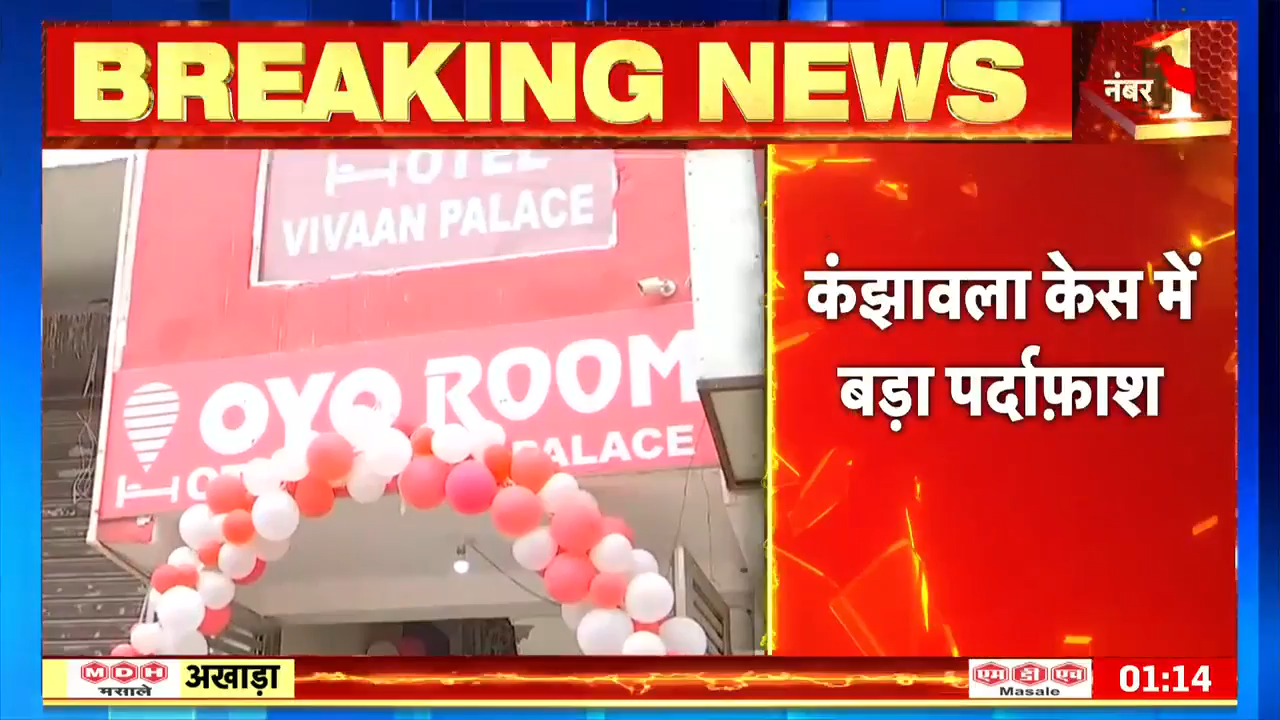 BREAKING NEWS
नंबर 1
HOTEL
VIVAAN PALACE
OYO ROOM
PALACE
कंझावला केस में
बड़ा पर्दाफ़ाश
MDH
मसाले
अखाड़ा
एम डी एच
Masale
01:14